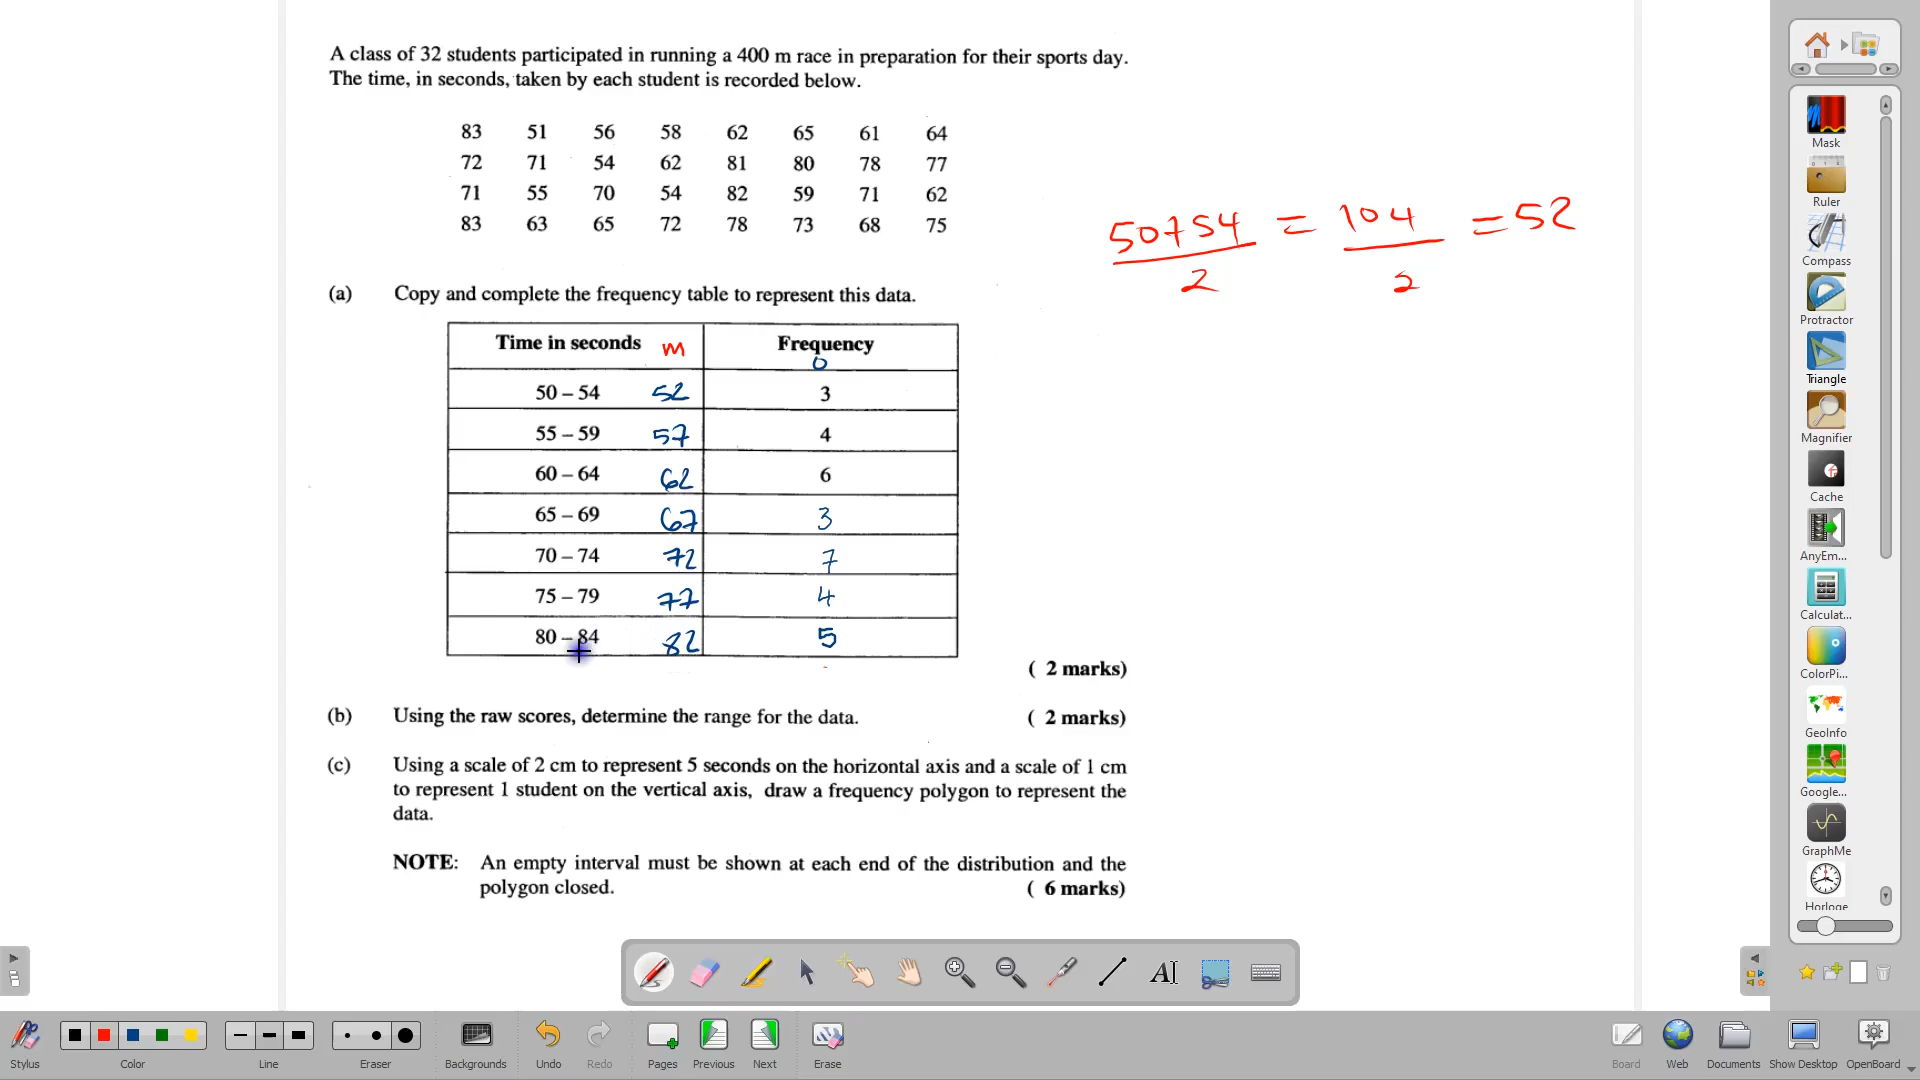 A class of 32 students participated in running a 400 m race in preparation for their sports day.
The time, in seconds, taken by each student is recorded below.
83 51 56 58 62 65 61 64
72 71 54 62 81 80 78 77
71 55 70 54 82 59 71 62
83 63 65 72 78 73 68 75
50+54 = 104 = 52
2 2
(a) Copy and complete the frequency table to represent this data.
Time in seconds m Frequency
0
50 – 54 52 3
55 – 59 57 4
60 – 64 62 6
65 – 69 67 3
70 – 74 72 7
75 – 79 77 4
80 – 84 82 5
( 2 marks)
(b) Using the raw scores, determine the range for the data. ( 2 marks)
(c) Using a scale of 2 cm to represent 5 seconds on the horizontal axis and a scale of 1 cm
to represent 1 student on the vertical axis, draw a frequency polygon to represent the
data.
NOTE: An empty interval must be shown at each end of the distribution and the
polygon closed. ( 6 marks)
Mask
Ruler
Compass
Protractor
Triangle
Magnifier
Cache
AnyEm...
Calculat...
ColorPi...
GeoInfo
Google...
GraphMe
Horloge
Stylus Color Line Eraser Backgrounds Undo Redo Pages Previous Next Erase Board Web Documents Show Desktop OpenBoard